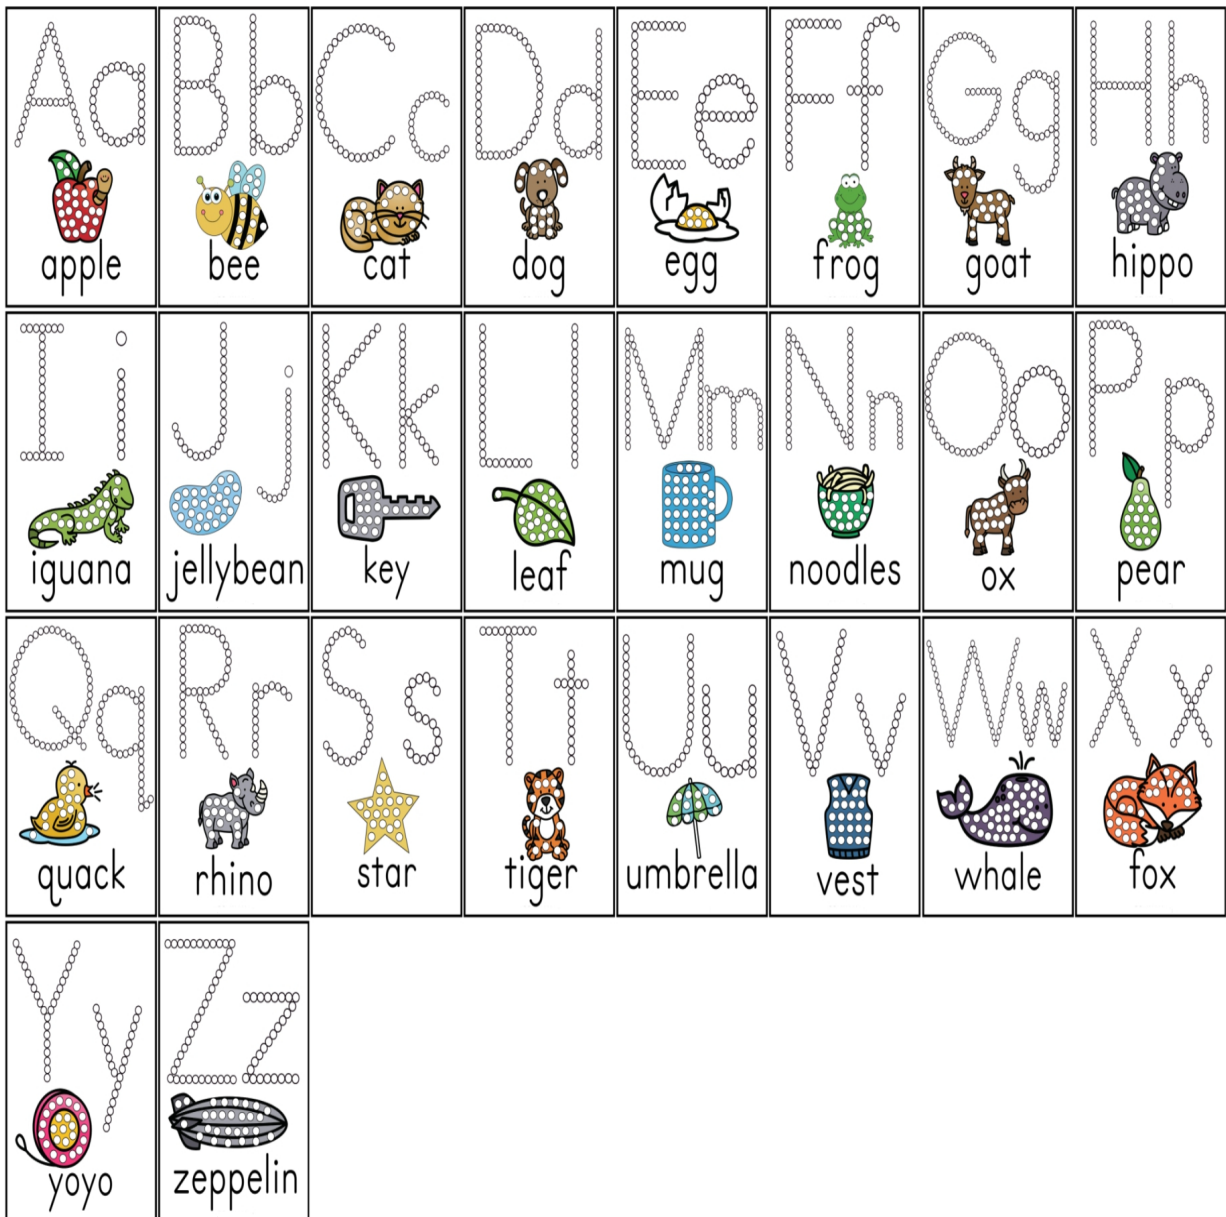 Aa
apple
Bb
bee
Cc
cat
Dd
dog
Ee
egg
Ff
frog
Gg
goat
Hh
hippo
Ii
iguana
Jj
jellybean
Kk
key
Ll
leaf
Mm
mug
Nn
noodles
Oo
ox
Pp
pear
Qq
quack
Rr
rhino
Ss
star
Tt
tiger
Uu
umbrella
Vv
vest
Ww
whale
Xx
fox
Yy
yoyo
Zz
zeppelin